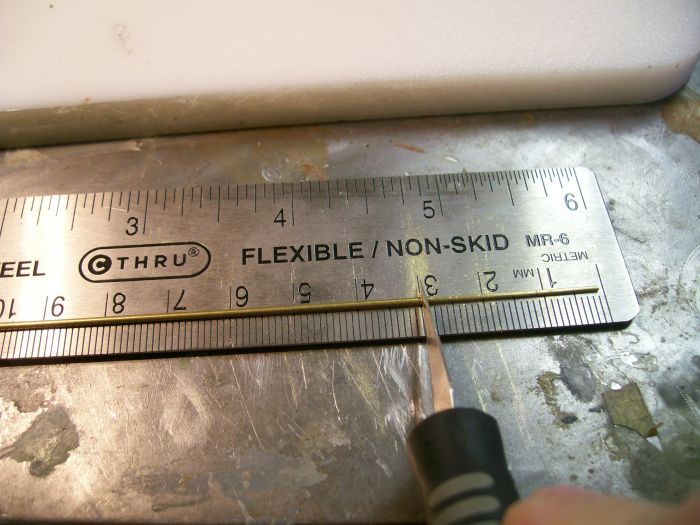 3 4 5 6
EEL C THRU® FLEXIBLE / NON-SKID MR-6
METRIC
10 9 8 7 6 5 4 3 2 1 MM